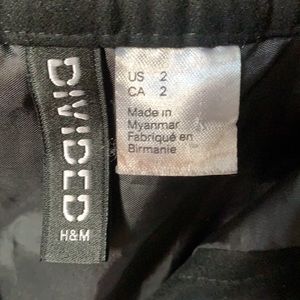 DIVIDED
H&M
US 2
CA 2
Made in
Myanmar
Fabriqué en
Birmanie